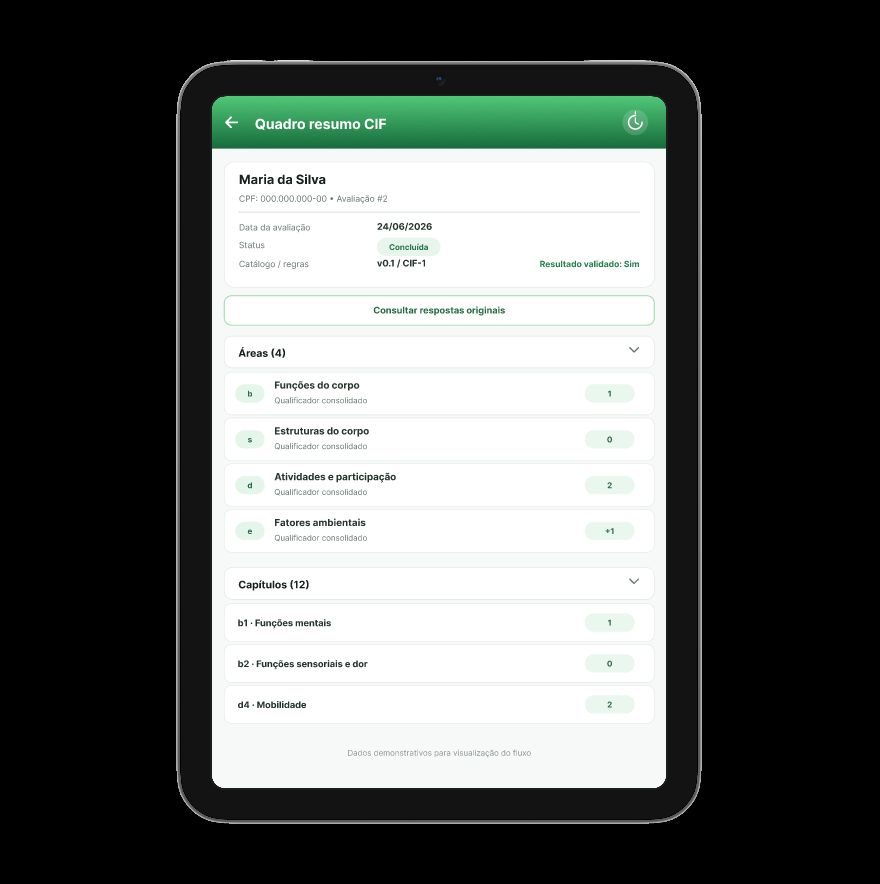 Quadro resumo CIF
Maria da Silva
CPF: 000.000.000-00 • Avaliação #2
Data da avaliação 24/06/2026
Status Concluída
Catálogo / regras v0.1 / CIF-1 Resultado validado: Sim
Consultar respostas originais
Áreas (4)
b Funções do corpo 1
Qualificador consolidado
s Estruturas do corpo 0
Qualificador consolidado
d Atividades e participação 2
Qualificador consolidado
e Fatores ambientais +1
Qualificador consolidado
Capítulos (12)
b1 · Funções mentais 1
b2 · Funções sensoriais e dor 0
d4 · Mobilidade 2
Dados demonstrativos para visualização do fluxo